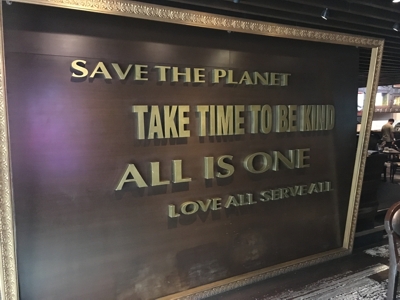 SAVE THE PLANET
TAKE TIME TO BE KIND
ALL IS ONE
LOVE ALL SERVE ALL